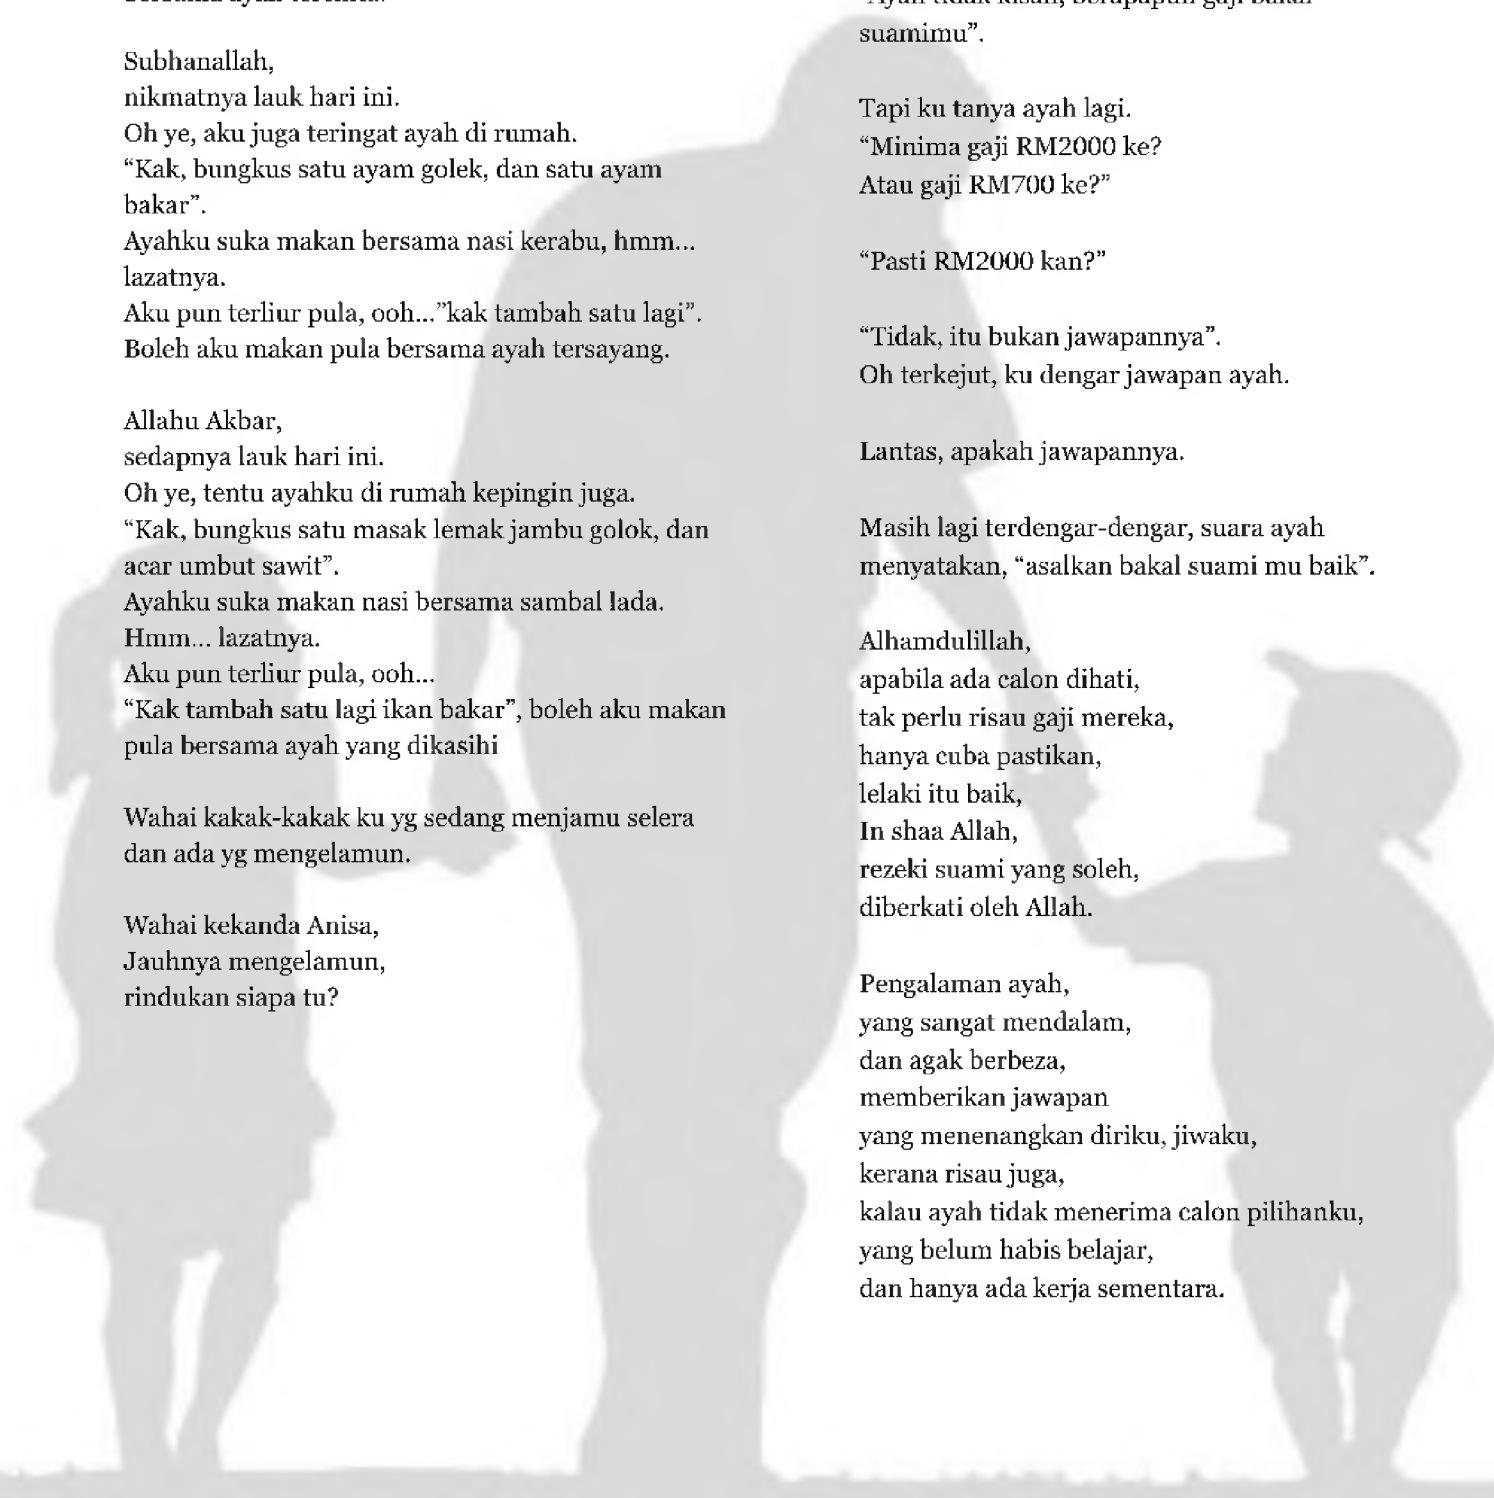 Subhanallah,
nikmatnya lauk hari ini.
Oh ye, aku juga teringat ayah di rumah.
“Kak, bungkus satu ayam golek, dan satu ayam
bakar”.
Ayahku suka makan bersama nasi kerabu, hmm...
lazatnya.
Aku pun terliur pula, ooh...”kak tambah satu lagi”.
Boleh aku makan pula bersama ayah tersayang.
Allahu Akbar,
sedapnya lauk hari ini.
Oh ye, tentu ayahku di rumah kepingin juga.
“Kak, bungkus satu masak lemak jambu golok, dan
acar umbut sawit”.
Ayahku suka makan nasi bersama sambal lada.
Hmm... lazatnya.
Aku pun terliur pula, ooh...
“Kak tambah satu lagi ikan bakar”, boleh aku makan
pula bersama ayah yang dikasihi
Wahai kakak-kakak ku yg sedang menjamu selera
dan ada yg mengelamun.
Wahai kekanda Anisa,
Jauhnya mengelamun,
rindukan siapa tu?
suamimu”.
Tapi ku tanya ayah lagi.
“Minima gaji RM2000 ke?
Atau gaji RM700 ke?”
“Pasti RM2000 kan?”
“Tidak, itu bukan jawapannya”.
Oh terkejut, ku dengar jawapan ayah.
Lantas, apakah jawapannya.
Masih lagi terdengar-dengar, suara ayah
menyatakan, “asalkan bakal suami mu baik”.
Alhamdulillah,
apabila ada calon dihati,
tak perlu risau gaji mereka,
hanya cuba pastikan,
lelaki itu baik,
In shaa Allah,
rezeki suami yang soleh,
diberkati oleh Allah.
Pengalaman ayah,
yang sangat mendalam,
dan agak berbeza,
memberikan jawapan
yang menenangkan diriku, jiwaku,
kerana risau juga,
kalau ayah tidak menerima calon pilihanku,
yang belum habis belajar,
dan hanya ada kerja sementara.